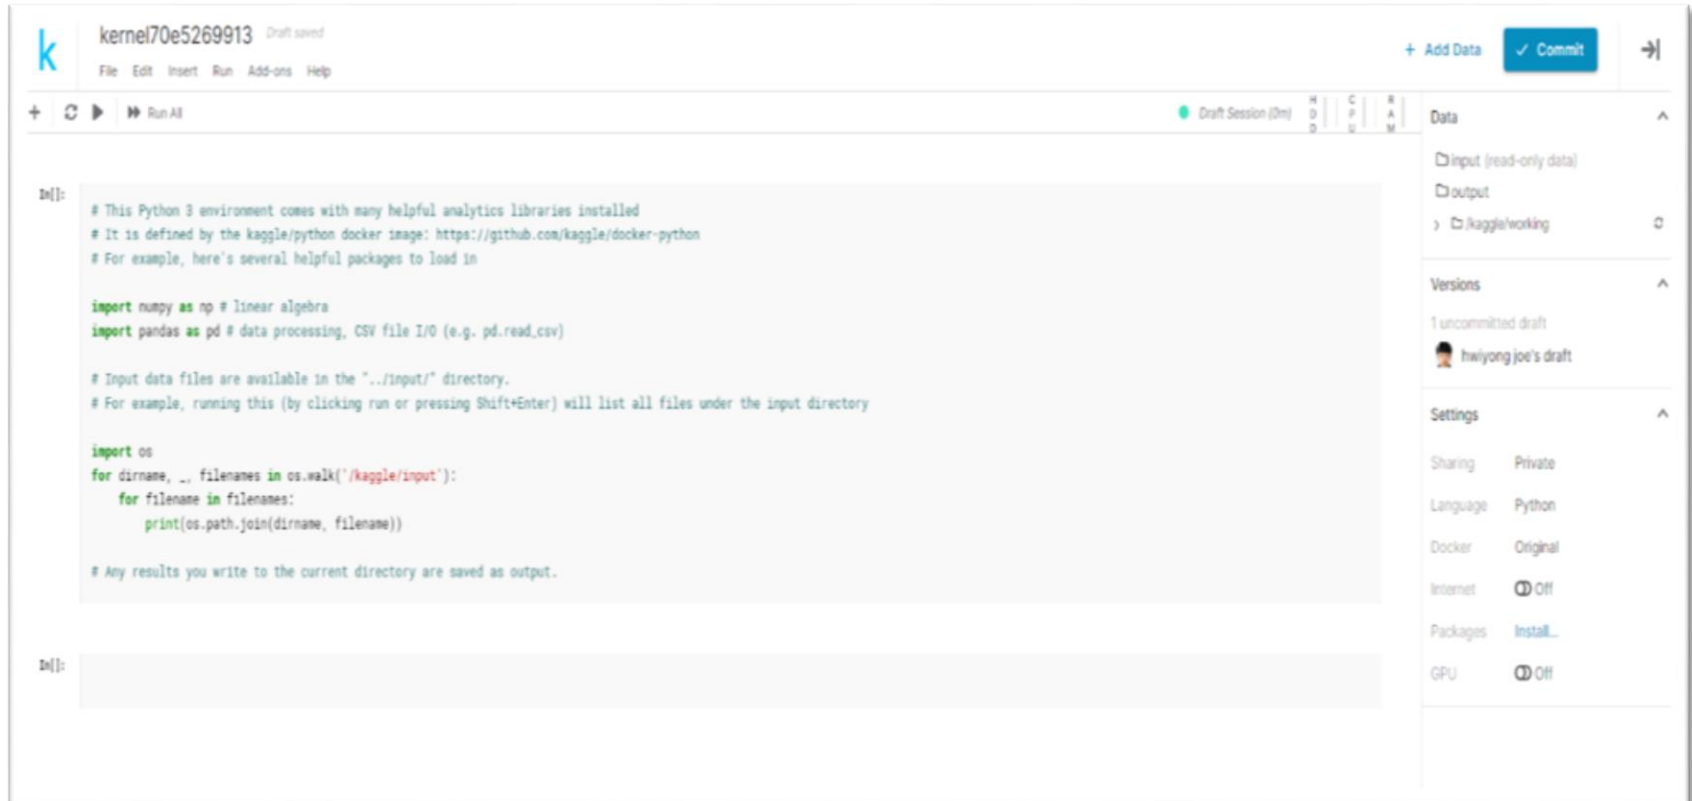 k
kernel70e5269913 Draft saved
File Edit Insert Run Add-ons Help
+ Add Data
Commit
Run All
Draft Session (0m)
HDD
CPU
RAM
In[]:
# This Python 3 environment comes with many helpful analytics libraries installed
# It is defined by the kaggle/python docker image: https://github.com/kaggle/docker-python
# For example, here's several helpful packages to load in
import numpy as np # linear algebra
import pandas as pd # data processing, CSV file I/O (e.g. pd.read_csv)
# Input data files are available in the "../input/" directory.
# For example, running this (by clicking run or pressing Shift+Enter) will list all files under the input directory
import os
for dirname, _, filenames in os.walk('/kaggle/input'):
    for filename in filenames:
        print(os.path.join(dirname, filename))
# Any results you write to the current directory are saved as output.
In[]:
Data
input (read-only data)
output
/kaggle/working
Versions
1 uncommitted draft
hwiyong joe's draft
Settings
Sharing Private
Language Python
Docker Original
Internet Off
Packages Install...
GPU Off